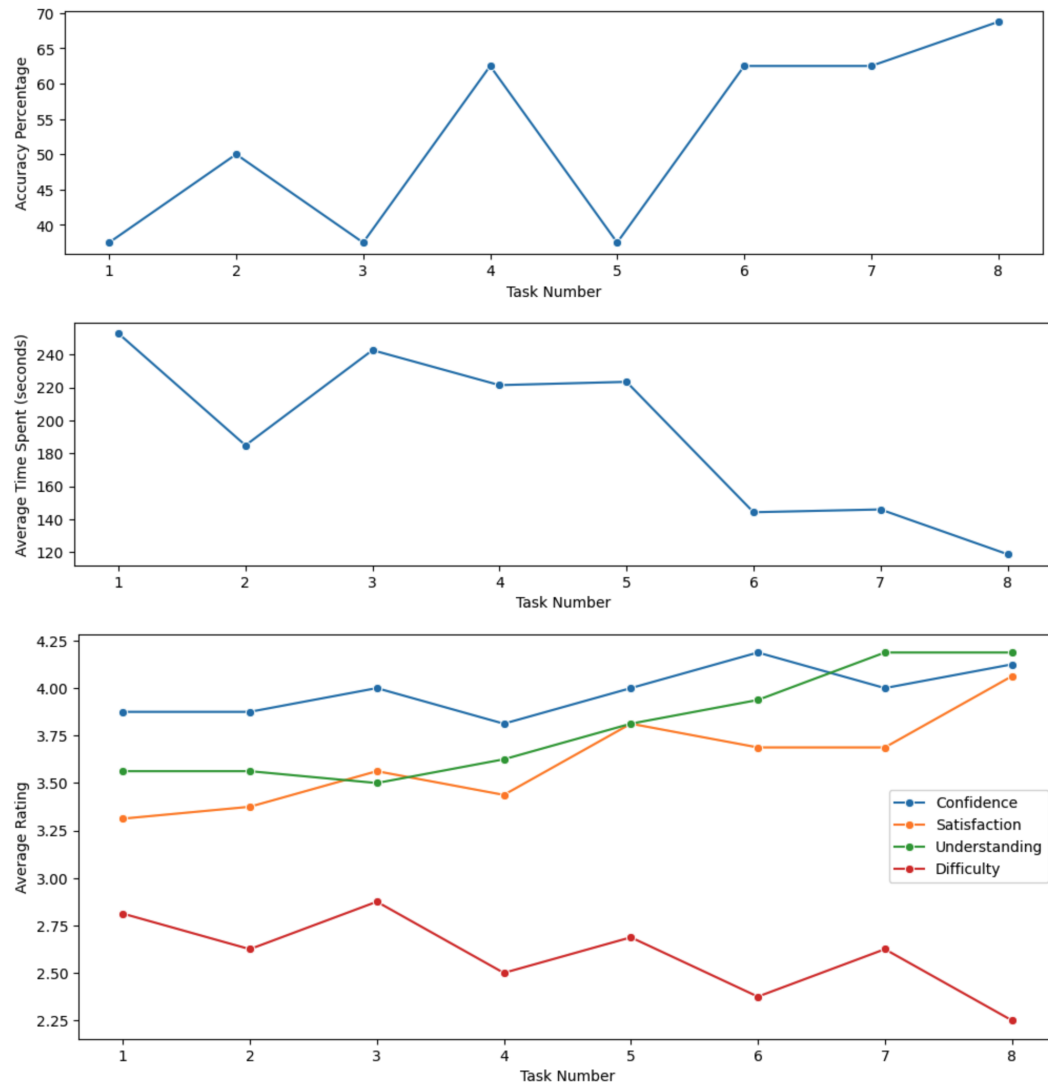 70
65
60
55
50
45
40
Accuracy Percentage
1 2 3 4 5 6 7 8
Task Number
240
220
200
180
160
140
120
Average Time Spent (seconds)
1 2 3 4 5 6 7 8
Task Number
4.25
4.00
3.75
3.50
3.25
3.00
2.75
2.50
2.25
Average Rating
Confidence
Satisfaction
Understanding
Difficulty
1 2 3 4 5 6 7 8
Task Number